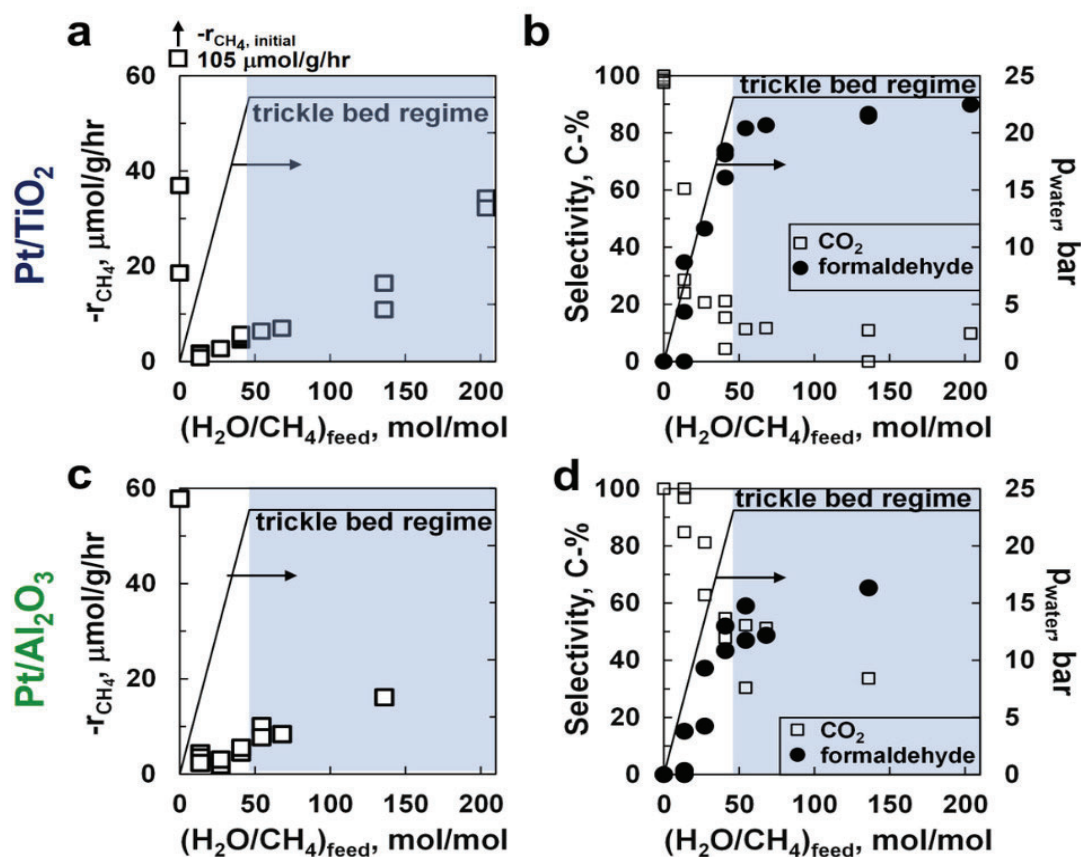 a
-r_CH4, initial
105 μmol/g/hr
Pt/TiO2
-r_CH4, μmol/g/hr
60
40
20
0
trickle bed regime
0 50 100 150 200
(H2O/CH4)feed, mol/mol
b
Selectivity, C-%
100
80
60
40
20
0
trickle bed regime
CO2
formaldehyde
25
20
15
10
5
0
p_water, bar
0 50 100 150 200
(H2O/CH4)feed, mol/mol
c
Pt/Al2O3
-r_CH4, μmol/g/hr
60
40
20
0
trickle bed regime
0 50 100 150 200
(H2O/CH4)feed, mol/mol
d
Selectivity, C-%
100
80
60
40
20
0
trickle bed regime
CO2
formaldehyde
25
20
15
10
5
0
p_water, bar
0 50 100 150 200
(H2O/CH4)feed, mol/mol